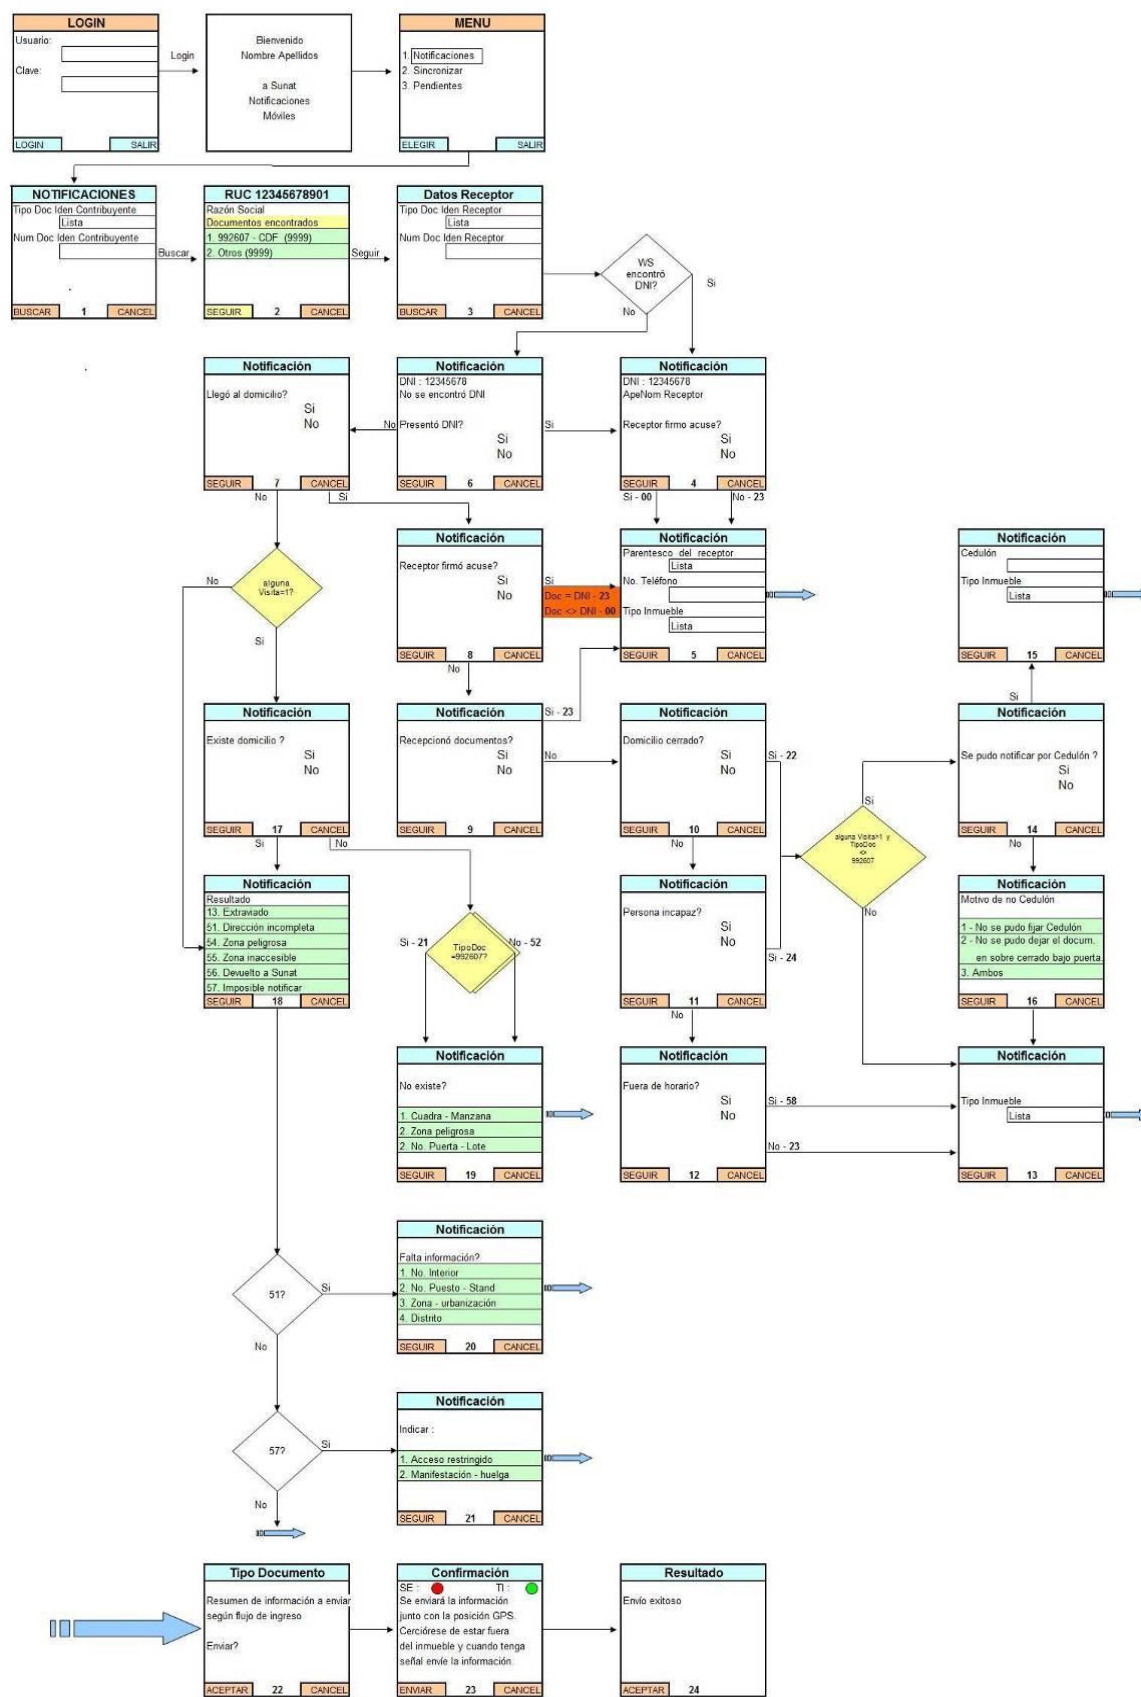 LOGIN
Usuario:
Clave:
LOGIN SALIR
Login
Bienvenido
Nombre Apellidos
a Sunat
Notificaciones
Móviles
MENU
1. Notificaciones
2. Sincronizar
3. Pendientes
ELEGIR SALIR
NOTIFICACIONES
Tipo Doc Iden Contribuyente
Lista
Num Doc Iden Contribuyente
BUSCAR 1 CANCEL
Buscar
RUC 12345678901
Razón Social
Documentos encontrados
1. 992607 - CDF (9999)
2. Otros (9999)
SEGUIR 2 CANCEL
Seguir
Datos Receptor
Tipo Doc Iden Receptor
Lista
Num Doc Iden Receptor
BUSCAR 3 CANCEL
WS
encontró
DNI?
Si
No
Notificación
Llegó al domicilio?
Si
No
SEGUIR 7 CANCEL
No
Si
No
Notificación
DNI : 12345678
No se encontró DNI
Presentó DNI?
Si
No
SEGUIR 6 CANCEL
Si
Notificación
DNI : 12345678
ApeNom Receptor
Receptor firmo acuse?
Si
No
SEGUIR 4 CANCEL
Si - 00
No - 23
alguna
Visita=1?
No
Si
Notificación
Receptor firmó acuse?
Si
No
SEGUIR 8 CANCEL
No
Si
Doc = DNI - 23
Doc <> DNI - 00
Notificación
Parentesco del receptor
Lista
No. Teléfono
Tipo Inmueble
Lista
SEGUIR 5 CANCEL
Notificación
Cedulón
Tipo Inmueble
Lista
SEGUIR 15 CANCEL
Si
Notificación
Existe domicilio ?
Si
No
SEGUIR 17 CANCEL
Si
No
Notificación
Recepcionó documentos?
Si
No
SEGUIR 9 CANCEL
Si - 23
No
Notificación
Domicilio cerrado?
Si
No
SEGUIR 10 CANCEL
Si - 22
No
Notificación
Se pudo notificar por Cedulón ?
Si
No
SEGUIR 14 CANCEL
No
Si
alguna Visita>1 y
TipoDoc
<>
992607
No
Notificación
Resultado
13. Extraviado
51. Dirección incompleta
54. Zona peligrosa
55. Zona inaccesible
56. Devuelto a Sunat
57. Imposible notificar
SEGUIR 18 CANCEL
Si - 21
TipoDoc
=992607?
No - 52
Notificación
Persona incapaz?
Si
No
SEGUIR 11 CANCEL
Si - 24
No
Notificación
Motivo de no Cedulón
1 - No se pudo fijar Cedulón
2 - No se pudo dejar el docum.
en sobre cerrado bajo puerta.
3. Ambos
SEGUIR 16 CANCEL
Notificación
No existe?
1. Cuadra - Manzana
2. Zona peligrosa
2. No. Puerta - Lote
SEGUIR 19 CANCEL
Notificación
Fuera de horario?
Si
No
SEGUIR 12 CANCEL
Si - 58
No - 23
Notificación
Tipo Inmueble
Lista
SEGUIR 13 CANCEL
51?
Si
No
Notificación
Falta información?
1. No. Interior
2. No. Puesto - Stand
3. Zona - urbanización
4. Distrito
SEGUIR 20 CANCEL
57?
Si
No
Notificación
Indicar :
1. Acceso restringido
2. Manifestación - huelga
SEGUIR 21 CANCEL
Tipo Documento
Resumen de información a enviar
según flujo de ingreso
Enviar?
ACEPTAR 22 CANCEL
Confirmación
SE : TI :
Se enviará la información
junto con la posición GPS.
Cerciórese de estar fuera
del inmueble y cuando tenga
señal envíe la información.
ENVIAR 23 CANCEL
Resultado
Envío exitoso
ACEPTAR 24